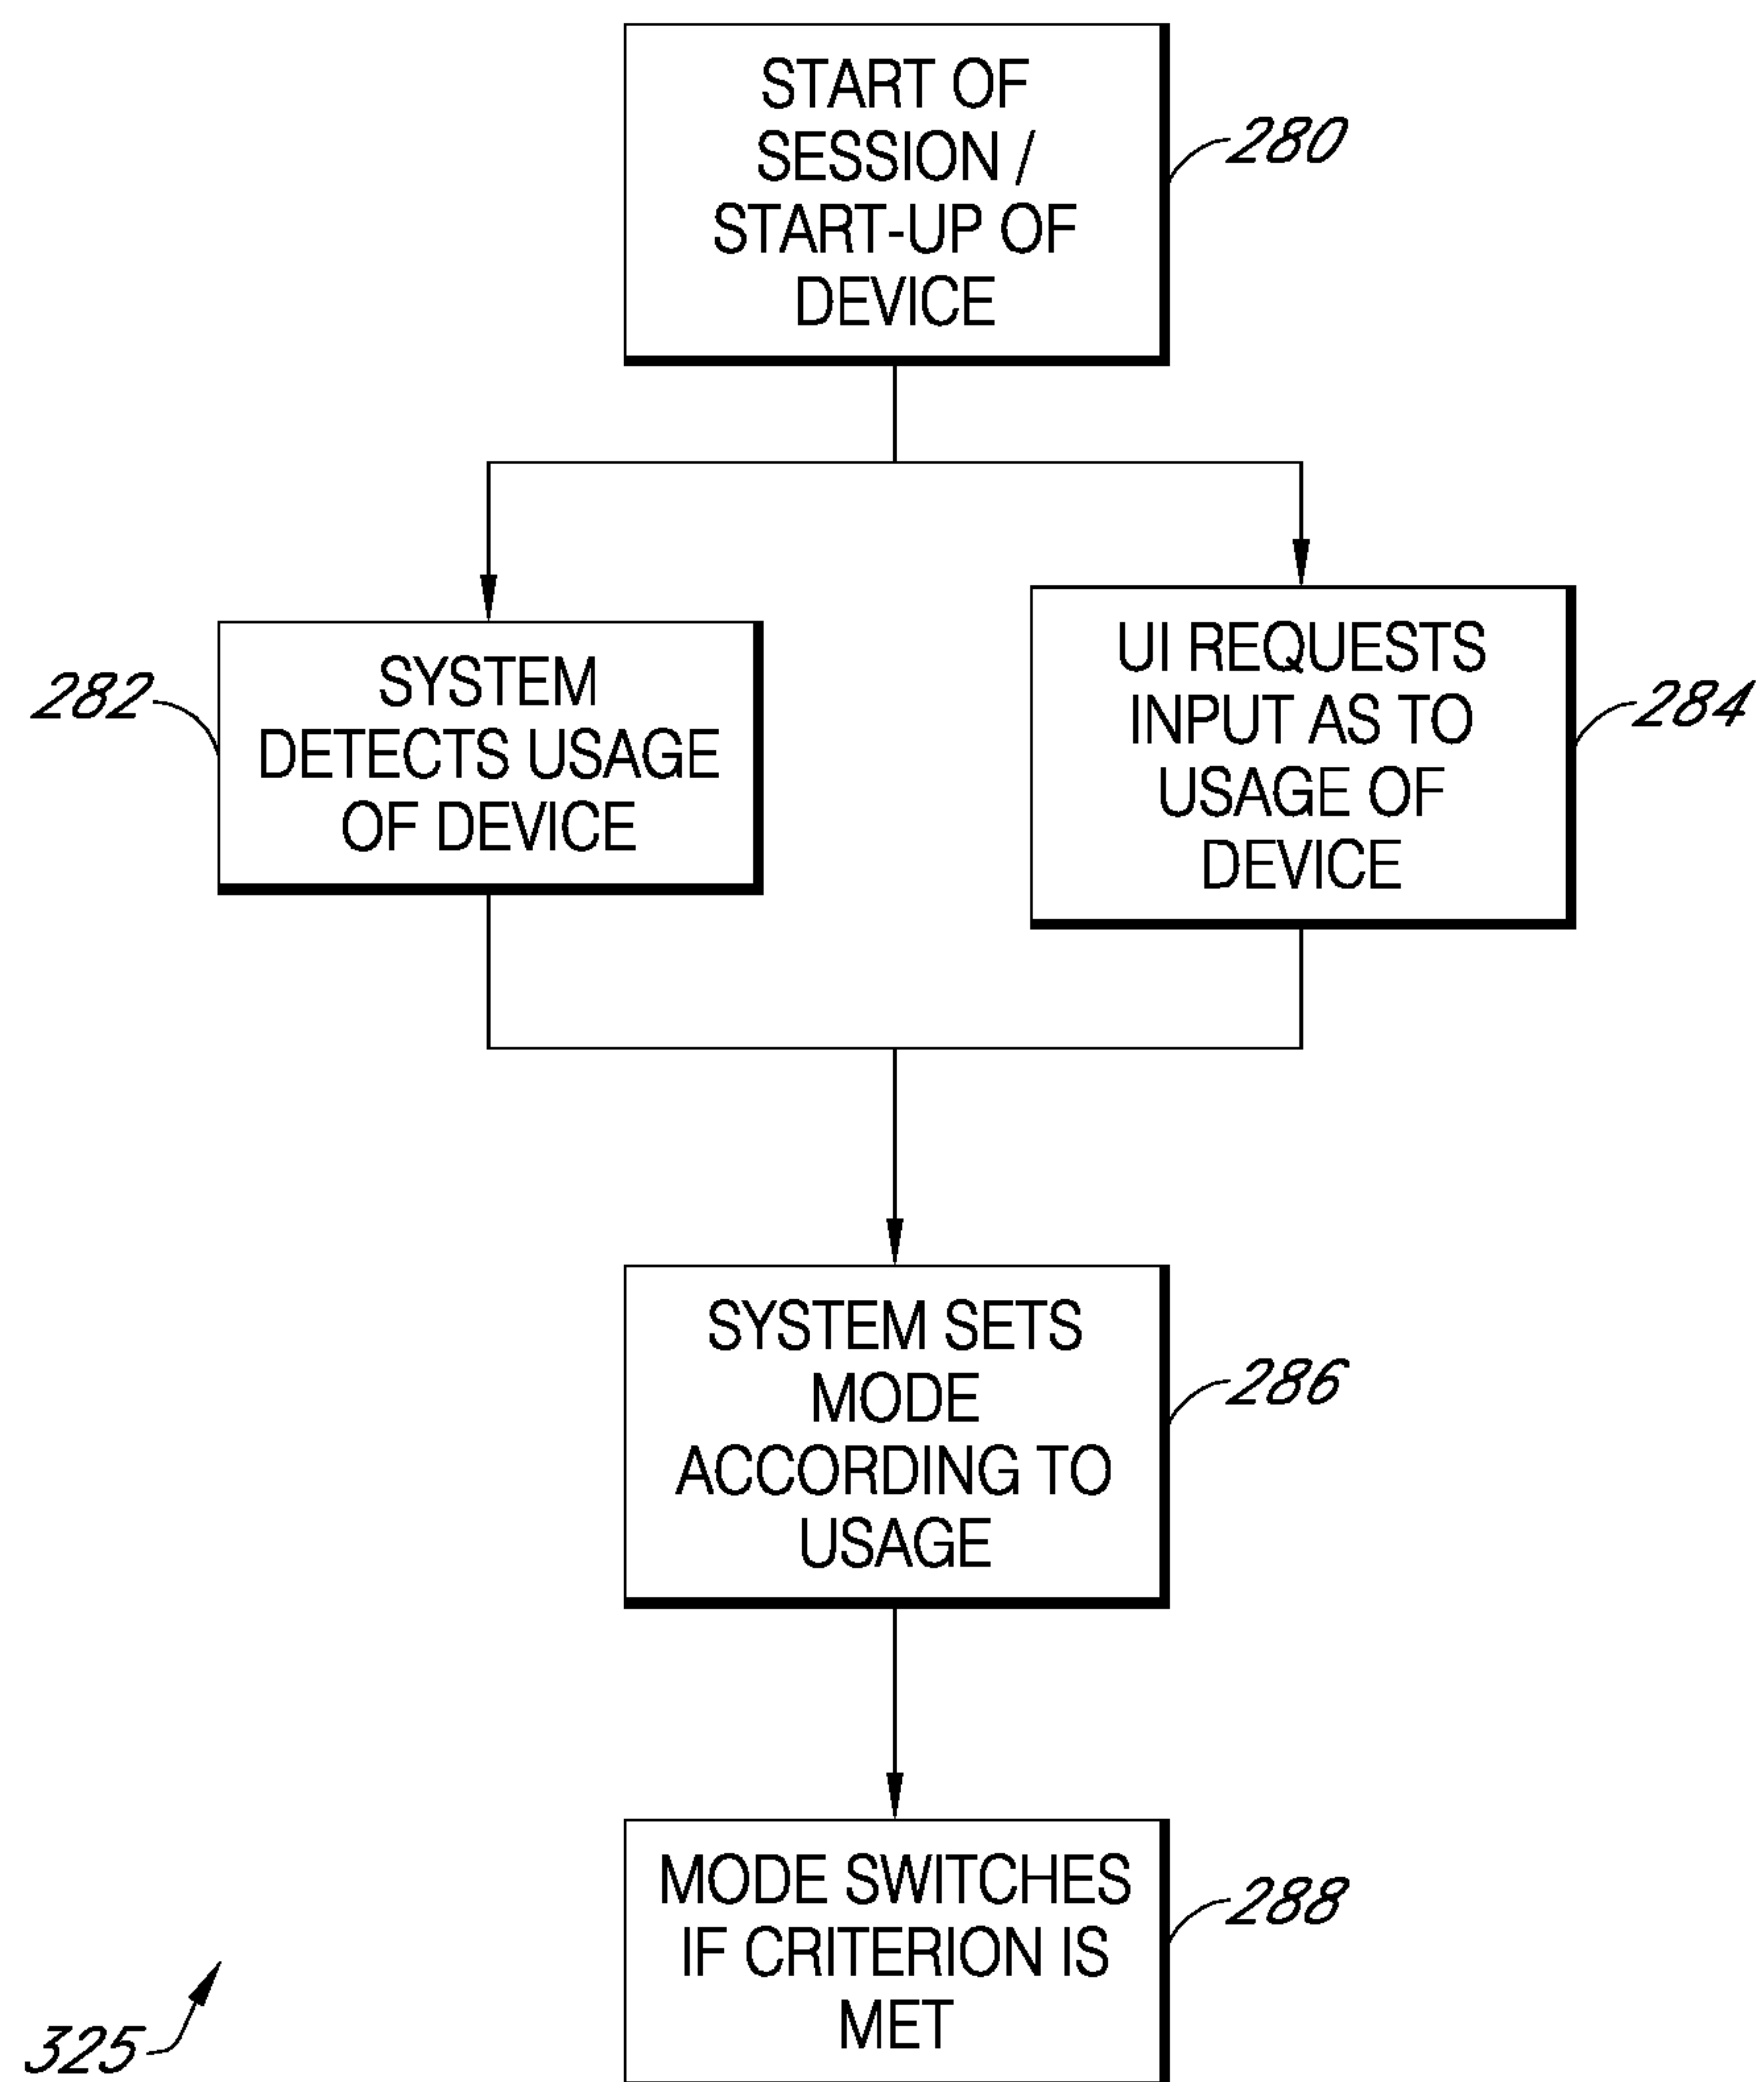 START OF
SESSION /
START-UP OF
DEVICE
280
282
SYSTEM
DETECTS USAGE
OF DEVICE
UI REQUESTS
INPUT AS TO
USAGE OF
DEVICE
284
SYSTEM SETS
MODE
ACCORDING TO
USAGE
286
MODE SWITCHES
IF CRITERION IS
MET
288
325